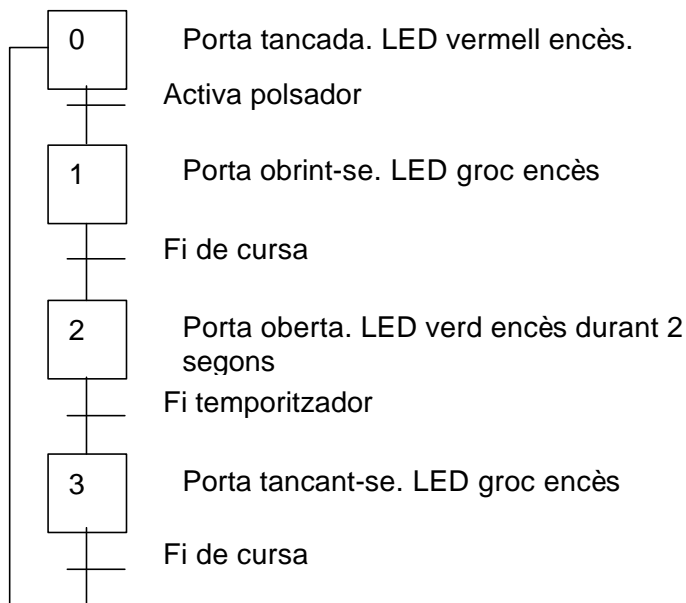 0 Porta tancada. LED vermell encès.
Activa polsador
1 Porta obrint-se. LED groc encès
Fi de cursa
2 Porta oberta. LED verd encès durant 2
segons
Fi temporitzador
3 Porta tancant-se. LED groc encès
Fi de cursa